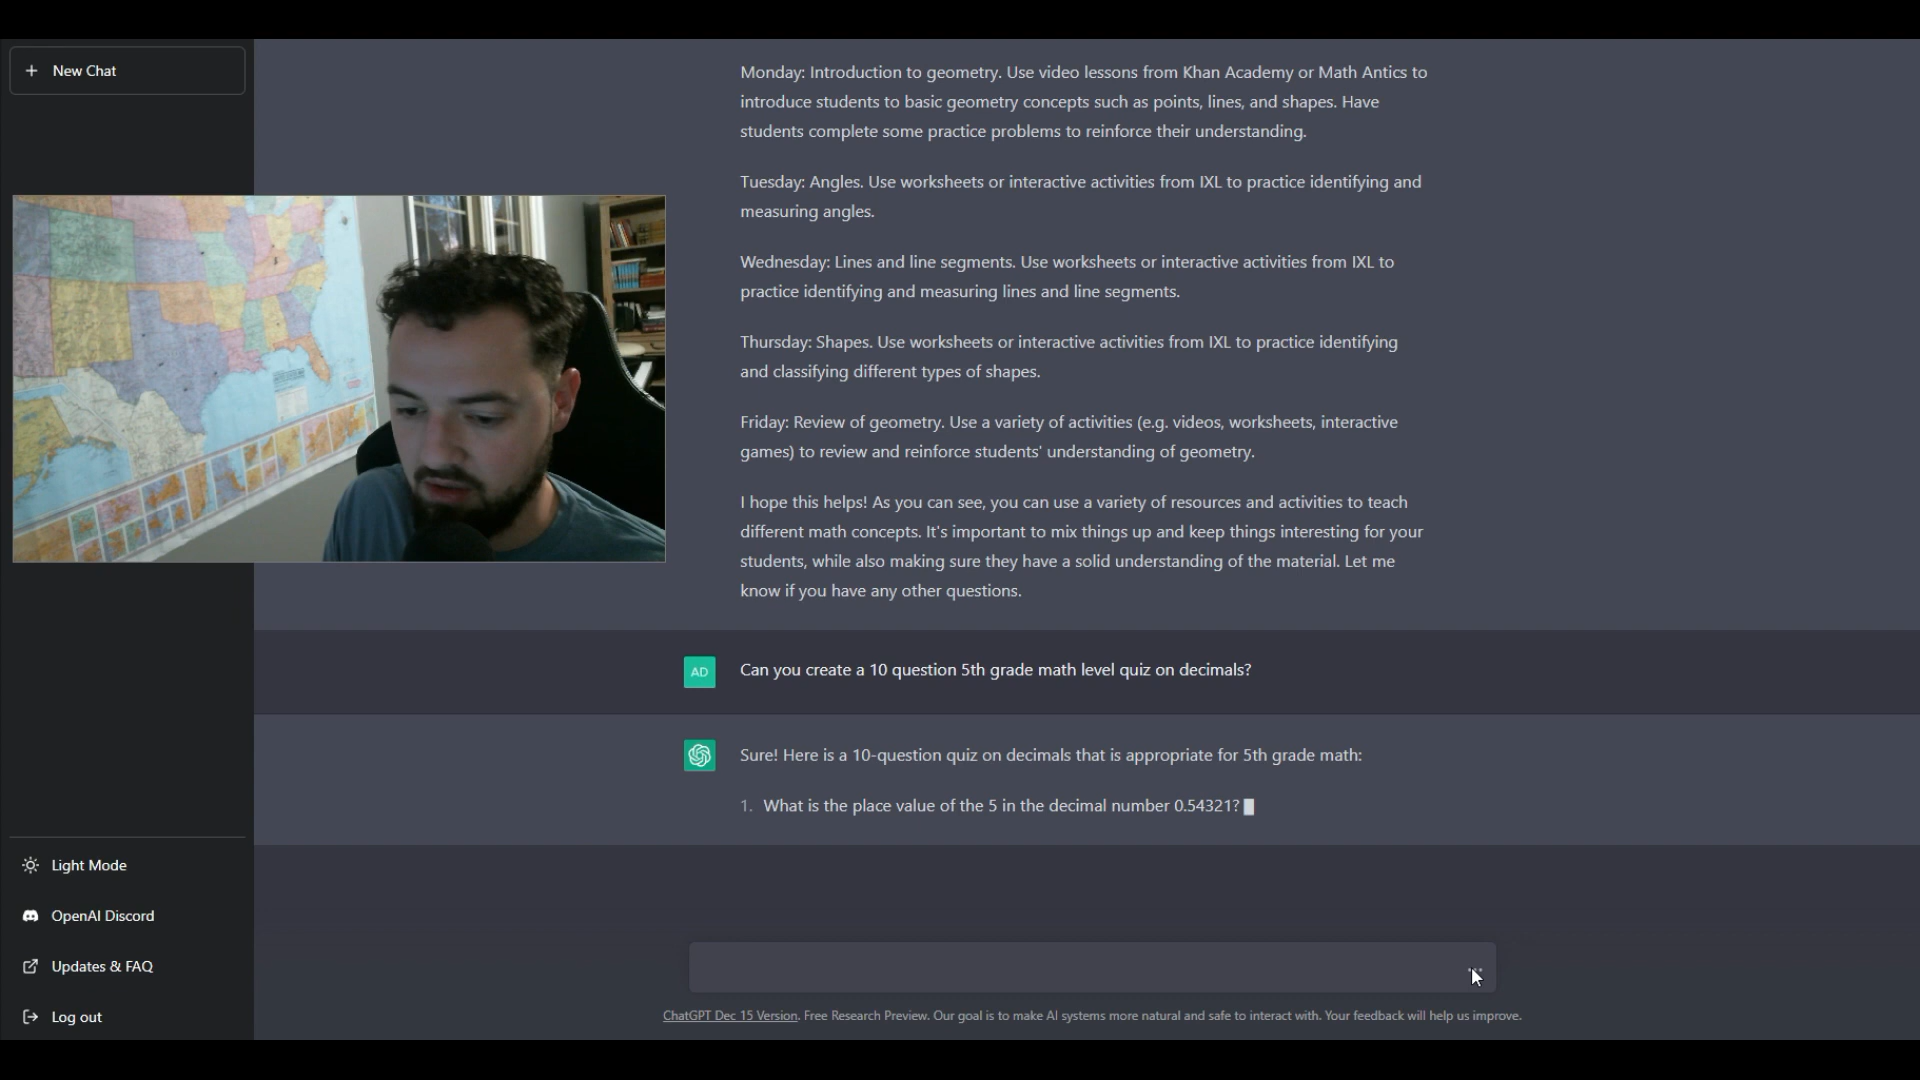 New Chat
Monday: Introduction to geometry. Use video lessons from Khan Academy or Math Antics to
introduce students to basic geometry concepts such as points, lines, and shapes. Have
students complete some practice problems to reinforce their understanding.
Tuesday: Angles. Use worksheets or interactive activities from IXL to practice identifying and
measuring angles.
Wednesday: Lines and line segments. Use worksheets or interactive activities from IXL to
practice identifying and measuring lines and line segments.
Thursday: Shapes. Use worksheets or interactive activities from IXL to practice identifying
and classifying different types of shapes.
Friday: Review of geometry. Use a variety of activities (e.g. videos, worksheets, interactive
games) to review and reinforce students' understanding of geometry.
I hope this helps! As you can see, you can use a variety of resources and activities to teach
different math concepts. It's important to mix things up and keep things interesting for your
students, while also making sure they have a solid understanding of the material. Let me
know if you have any other questions.
AD
Can you create a 10 question 5th grade math level quiz on decimals?
Sure! Here is a 10-question quiz on decimals that is appropriate for 5th grade math:
1. What is the place value of the 5 in the decimal number 0.54321?
Light Mode
OpenAI Discord
Updates & FAQ
Log out
ChatGPT Dec 15 Version. Free Research Preview. Our goal is to make AI systems more natural and safe to interact with. Your feedback will help us improve.